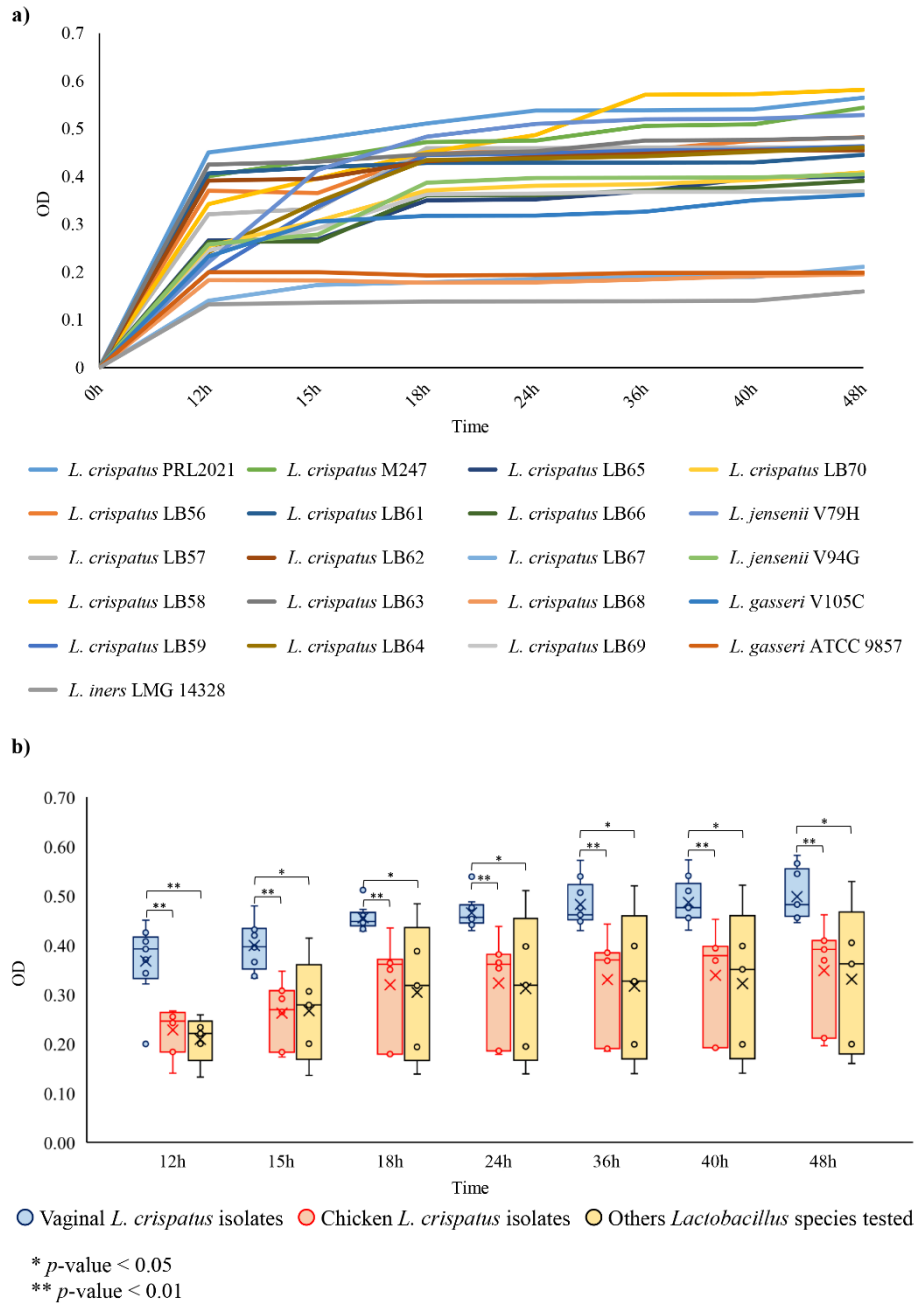 a)
0.7
0.6
0.5
0.4
0.3
0.2
0.1
0
OD
0h 12h 15h 18h 24h 36h 40h 48h
Time
L. crispatus PRL2021 L. crispatus M247 L. crispatus LB65 L. crispatus LB70
L. crispatus LB56 L. crispatus LB61 L. crispatus LB66 L. jensenii V79H
L. crispatus LB57 L. crispatus LB62 L. crispatus LB67 L. jensenii V94G
L. crispatus LB58 L. crispatus LB63 L. crispatus LB68 L. gasseri V105C
L. crispatus LB59 L. crispatus LB64 L. crispatus LB69 L. gasseri ATCC 9857
L. iners LMG 14328
b)
0.70
0.60
0.50
0.40
0.30
0.20
0.10
0.00
OD
** ** ** * ** * ** * ** * ** * ** *
12h 15h 18h 24h 36h 40h 48h
Time
Vaginal L. crispatus isolates Chicken L. crispatus isolates Others Lactobacillus species tested
* p-value < 0.05
** p-value < 0.01